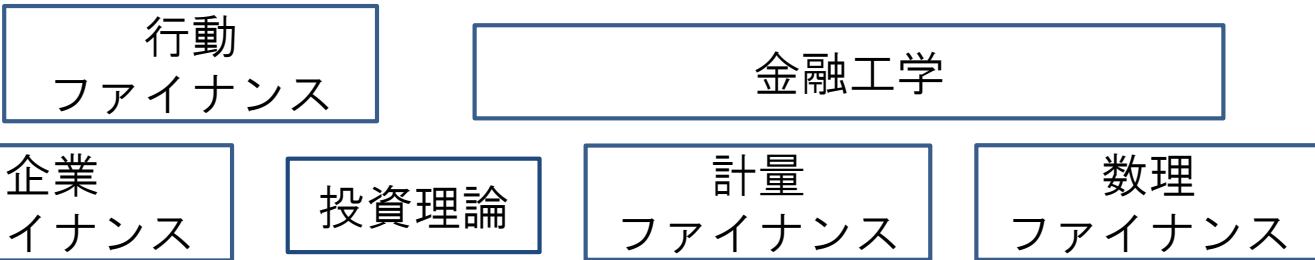 行動
ファイナンス
金融工学
企業
イナンス
投資理論
計量
ファイナンス
数理
ファイナンス